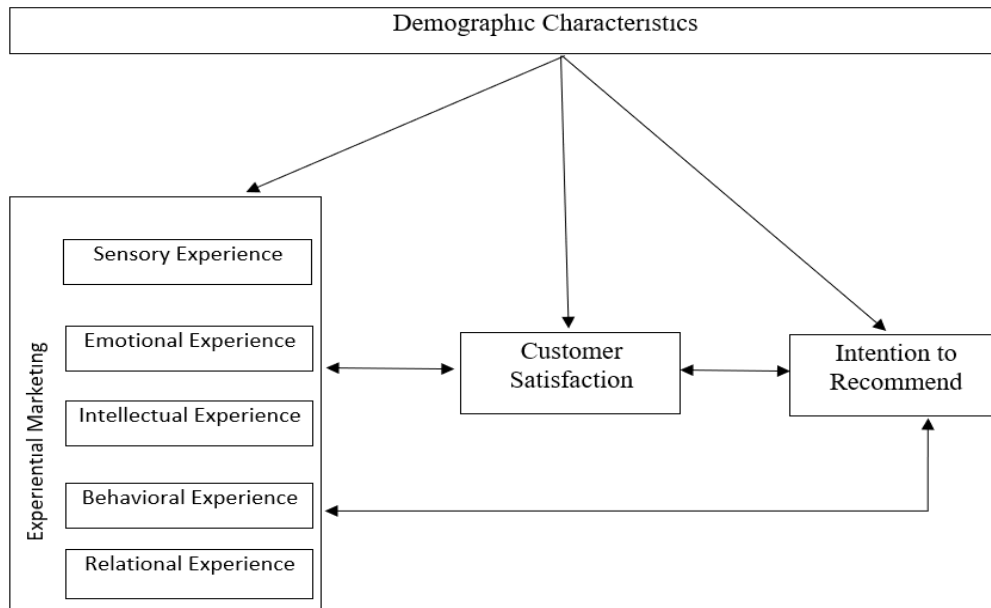 Demographic Characteristics
Experiential Marketing
Sensory Experience
Emotional Experience
Intellectual Experience
Behavioral Experience
Relational Experience
Customer
Satisfaction
Intention to
Recommend